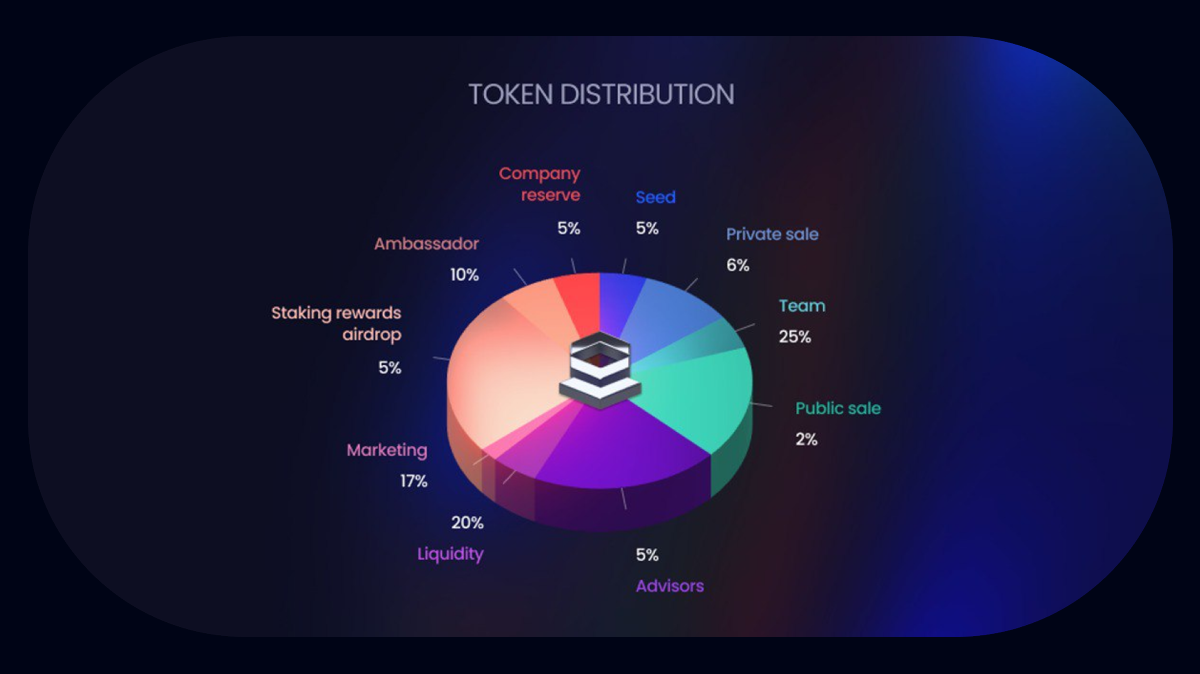 TOKEN DISTRIBUTION
Company
reserve
5%
Seed
5%
Private sale
6%
Ambassador
10%
Team
25%
Staking rewards
airdrop
5%
Public sale
2%
Marketing
17%
20%
Liquidity
5%
Advisors